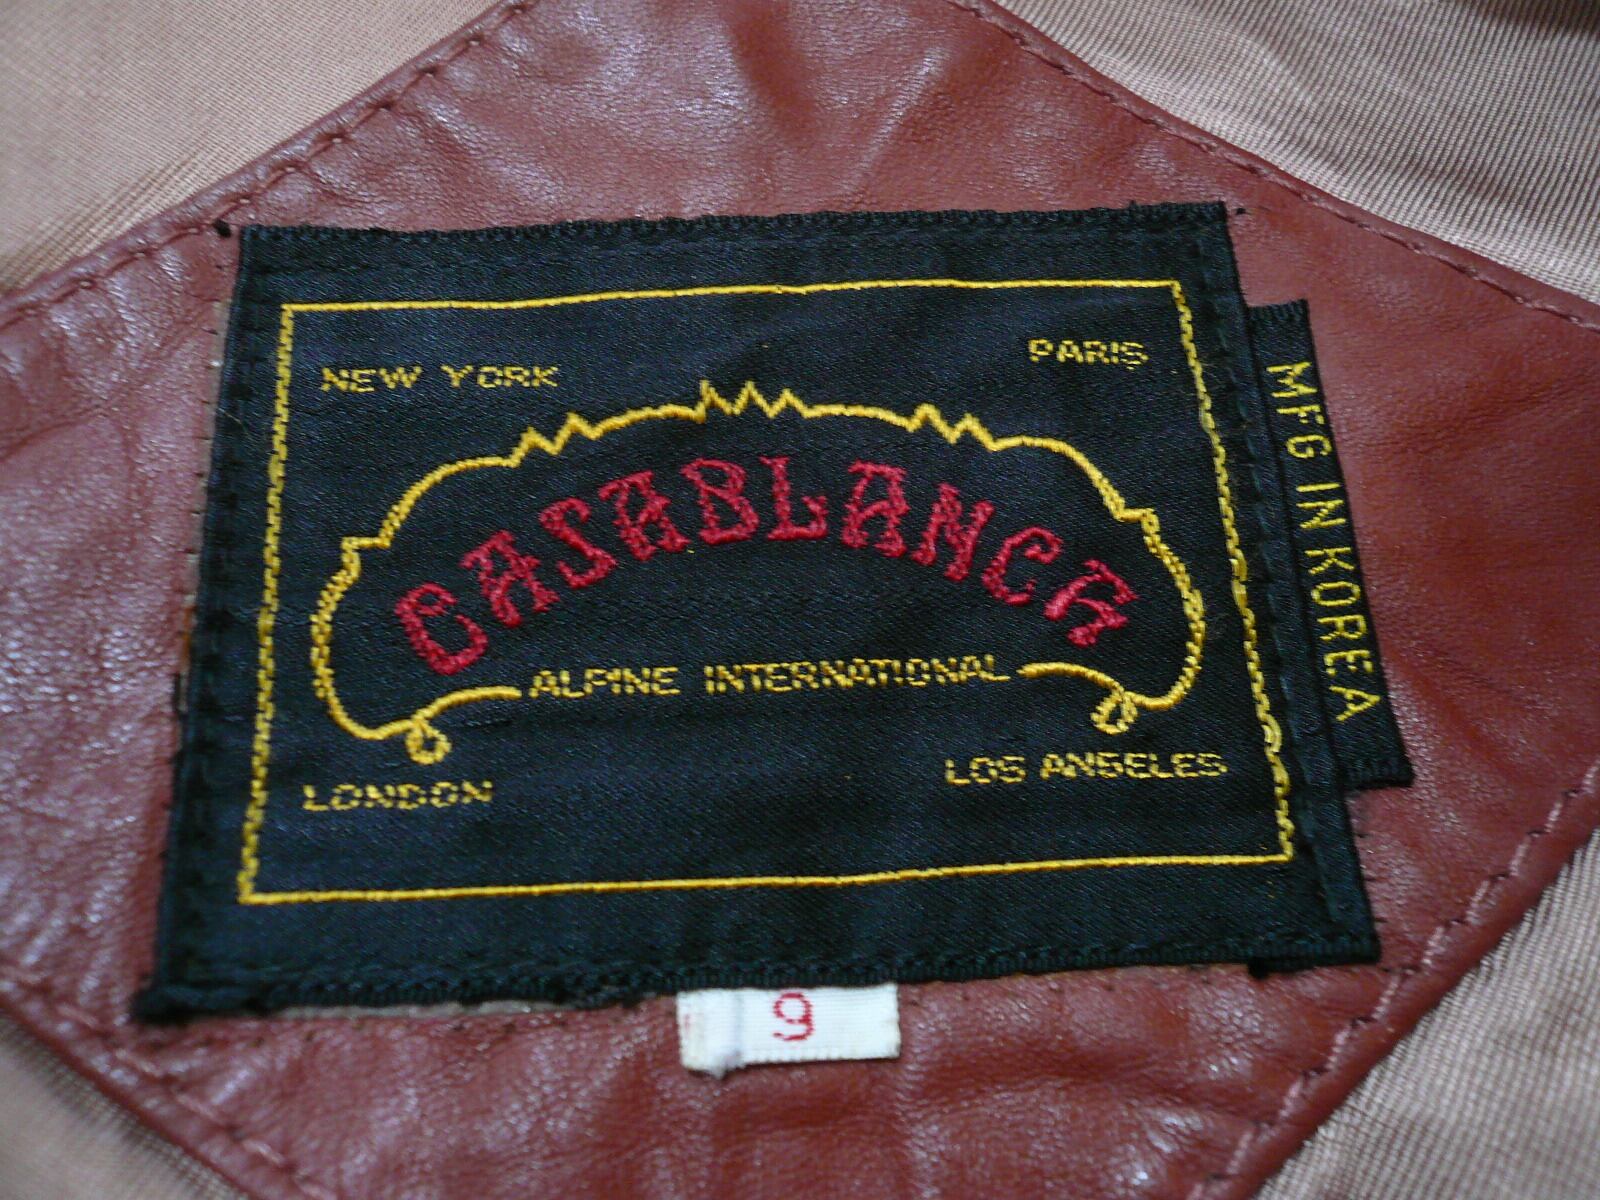 NEW YORK
PARIS
CASABLANCA
ALPINE INTERNATIONAL
LONDON
LOS ANGELES
MFG IN KOREA
9